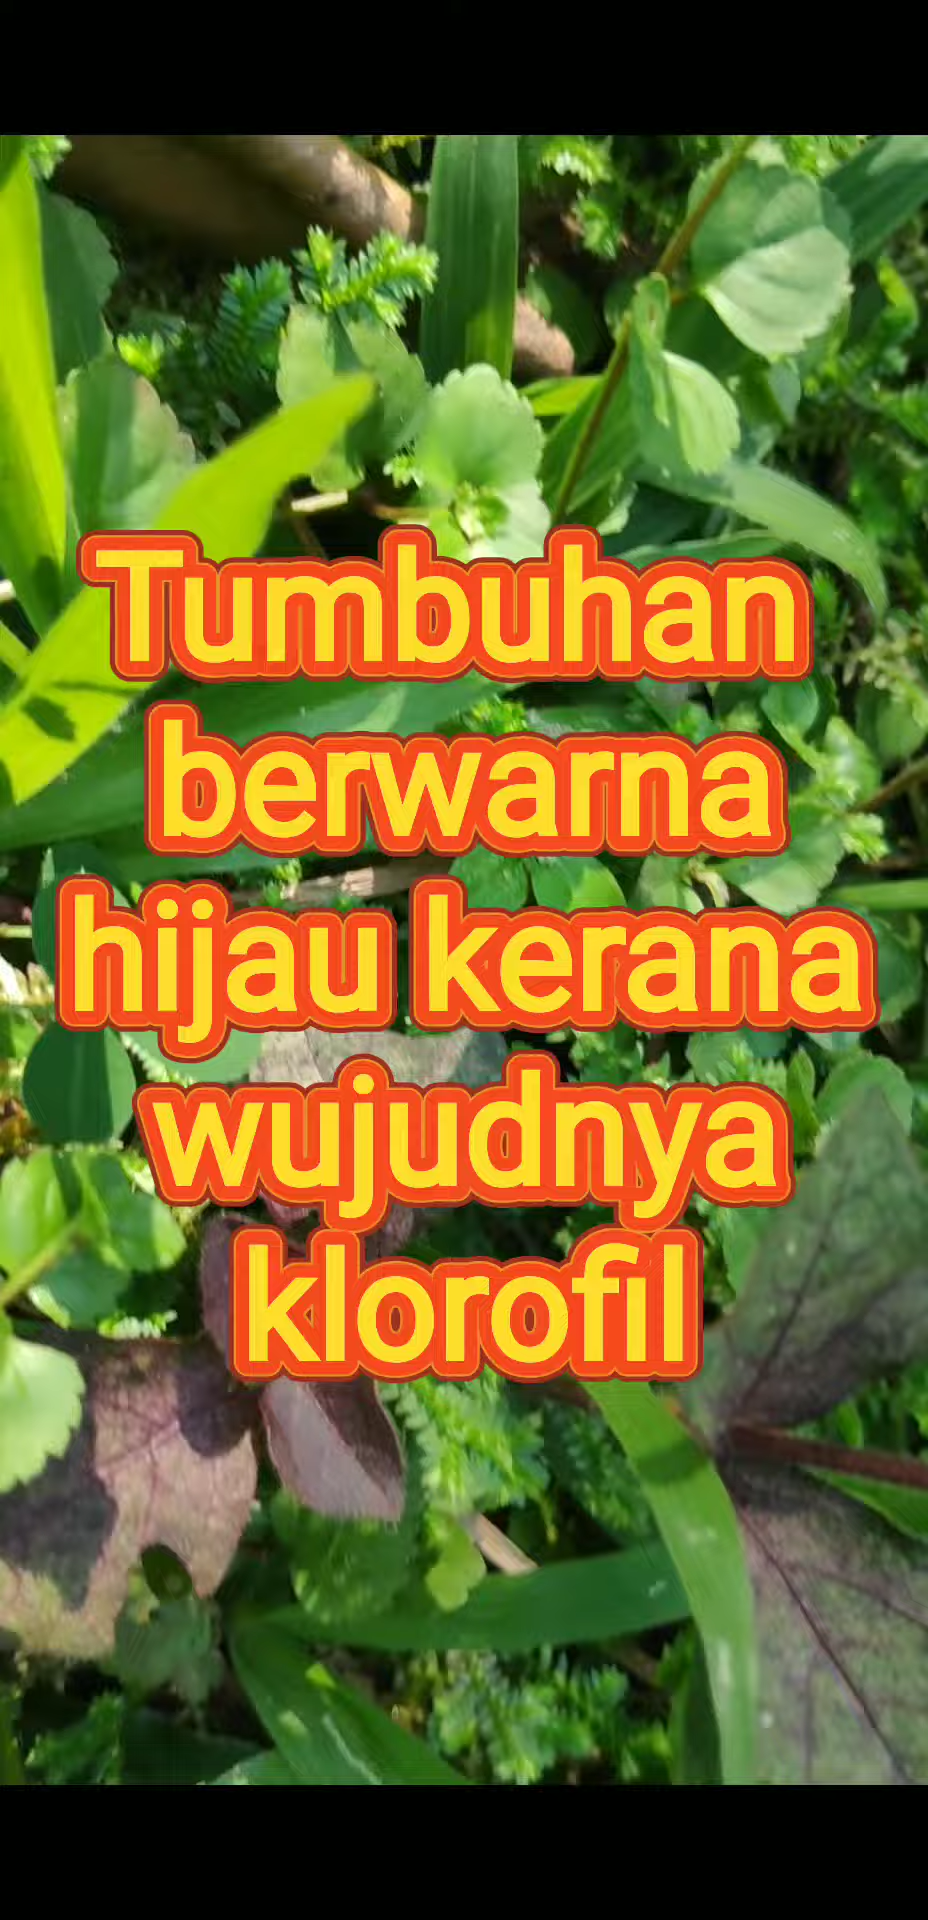 Tumbuhan
berwarna
hijau kerana
wujudnya
klorofil